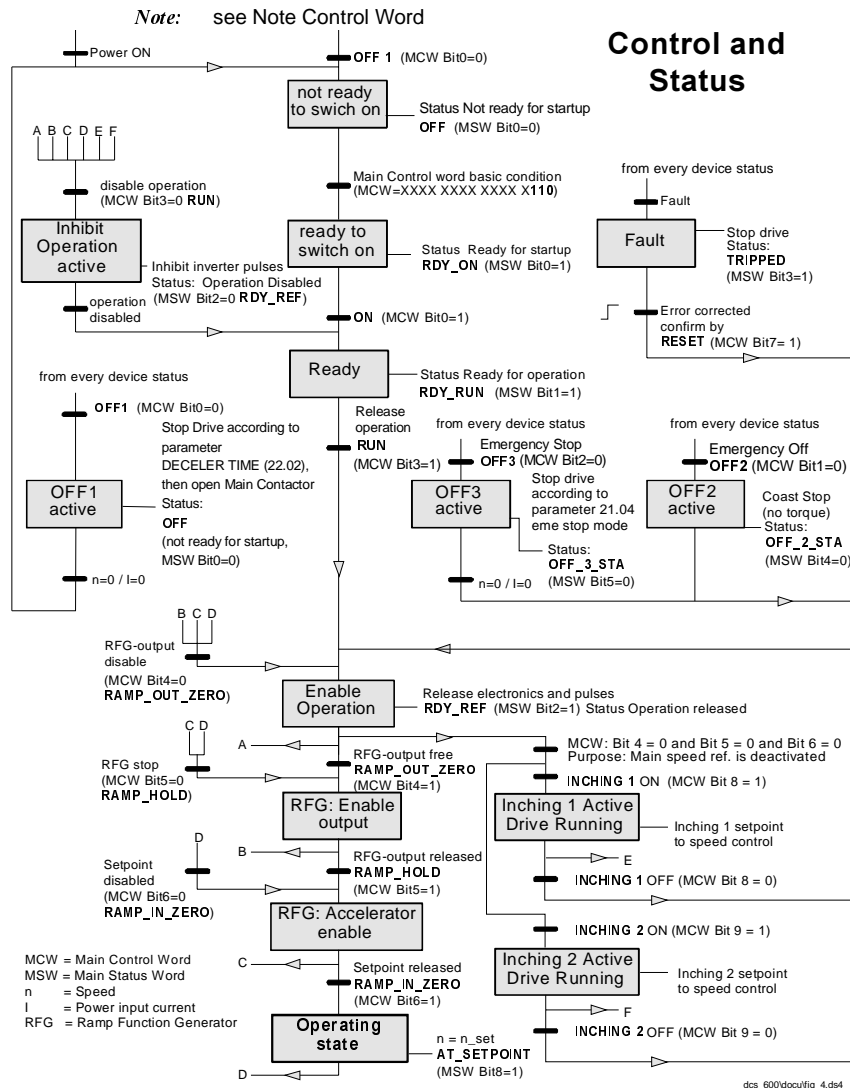 Note: see Note Control Word
Control and
Status
Power ON
OFF 1 (MCW Bit0=0)
not ready
to swich on
Status Not ready for startup
OFF (MSW Bit0=0)
A B C D E F
disable operation
(MCW Bit3=0 RUN)
Main Control word basic condition
(MCW=XXXX XXXX XXXX X110)
from every device status
Fault
Inhibit
Operation
active
Inhibit inverter pulses
Status: Operation Disabled
(MSW Bit2=0 RDY_REF)
operation
disabled
ready to
switch on
Status Ready for startup
RDY_ON (MSW Bit0=1)
ON (MCW Bit0=1)
Fault
Stop drive
Status:
TRIPPED
(MSW Bit3=1)
Error corrected
confirm by
RESET (MCW Bit7= 1)
Ready
Status Ready for operation
RDY_RUN (MSW Bit1=1)
from every device status
OFF1 (MCW Bit0=0)
Stop Drive according to
parameter
DECELER TIME (22.02),
then open Main Contactor
Status:
OFF
(not ready for startup,
MSW Bit0=0)
OFF1
active
n=0 / I=0
Release
operation
RUN
(MCW Bit3=1)
from every device status
Emergency Stop
OFF3 (MCW Bit2=0)
OFF3
active
Stop drive
according to
parameter 21.04
eme stop mode
Status:
OFF_3_STA
(MSW Bit5=0)
n=0 / I=0
from every device status
Emergency Off
OFF2 (MCW Bit1=0)
OFF2
active
Coast Stop
(no torque)
Status:
OFF_2_STA
(MSW Bit4=0)
B C D
RFG-output
disable
(MCW Bit4=0
RAMP_OUT_ZERO)
Enable
Operation
Release electronics and pulses
RDY_REF (MSW Bit2=1) Status Operation released
A
C D
RFG stop
(MCW Bit5=0
RAMP_HOLD)
RFG-output free
RAMP_OUT_ZERO
(MCW Bit4=1)
MCW: Bit 4 = 0 and Bit 5 = 0 and Bit 6 = 0
Purpose: Main speed ref. is deactivated
INCHING 1 ON (MCW Bit 8 = 1)
RFG: Enable
output
Inching 1 Active
Drive Running
Inching 1 setpoint
to speed control
D
B
E
Setpoint
disabled
(MCW Bit6=0
RAMP_IN_ZERO)
RFG-output released
RAMP_HOLD
(MCW Bit5=1)
INCHING 1 OFF (MCW Bit 8 = 0)
RFG: Accelerator
enable
INCHING 2 ON (MCW Bit 9 = 1)
C
Inching 2 Active
Drive Running
Inching 2 setpoint
to speed control
Setpoint released
RAMP_IN_ZERO
(MCW Bit6=1)
F
MCW = Main Control Word
MSW = Main Status Word
n = Speed
I = Power input current
RFG = Ramp Function Generator
Operating
state
n = n_set
AT_SETPOINT
(MSW Bit8=1)
INCHING 2 OFF (MCW Bit 9 = 0)
D
dcs_600\docu\fig_4.ds4